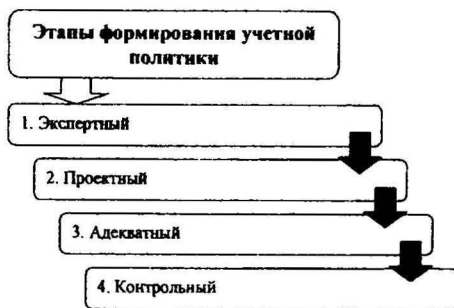 Этапы формирования учетной
политики
1. Экспертный
2. Проектный
3. Адекватный
4. Контрольный